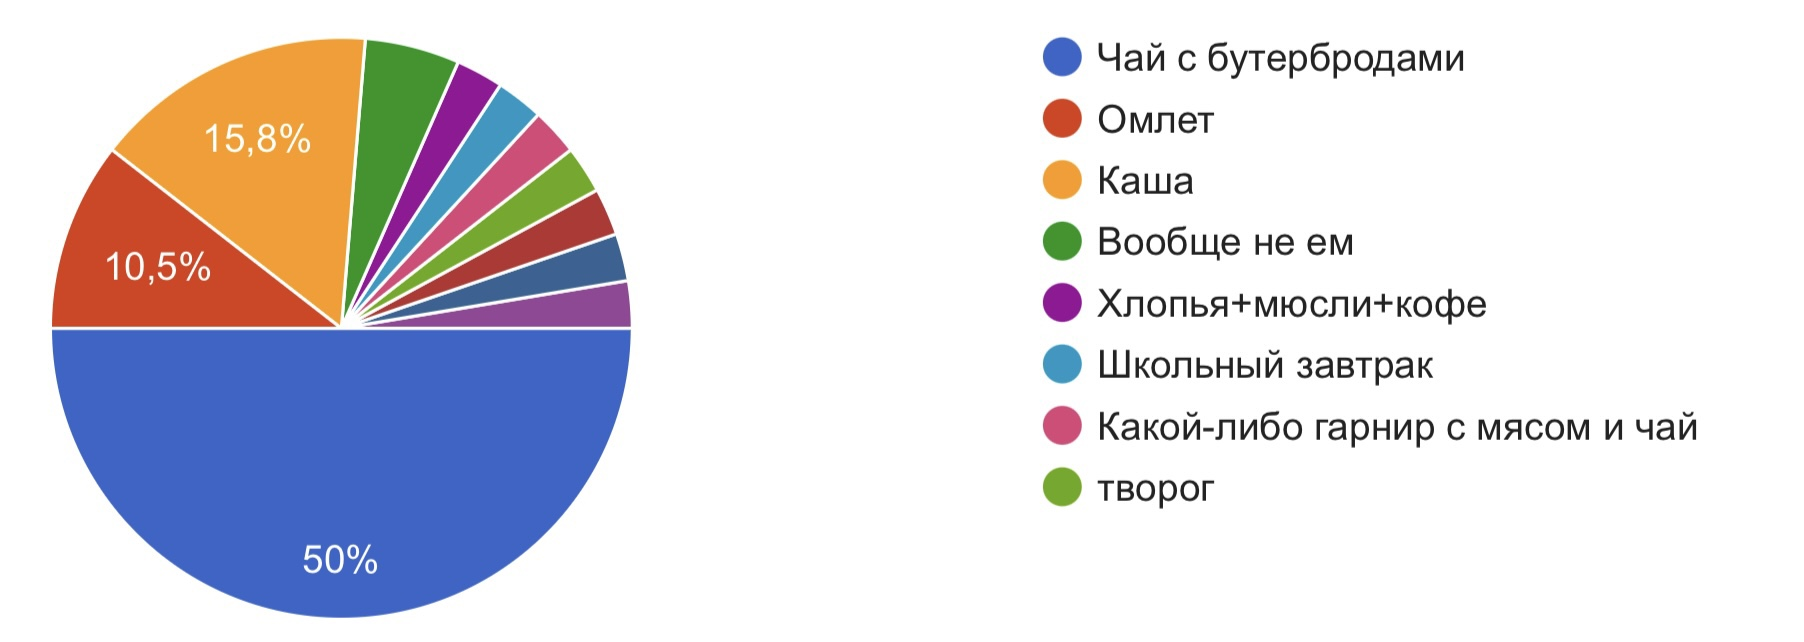 15,8%
10,5%
50%
Чай с бутербродами
Омлет
Каша
Вообще не ем
Хлопья+мюсли+кофе
Школьный завтрак
Какой-либо гарнир с мясом и чай
творог